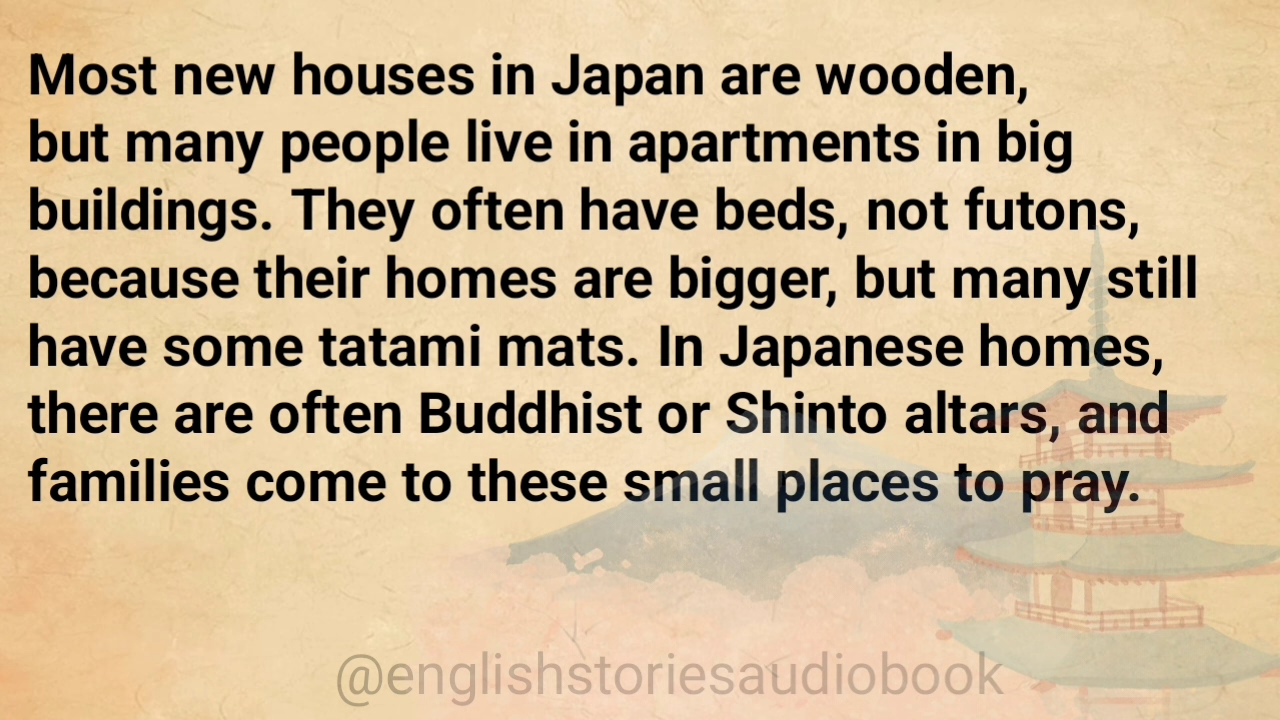 Most new houses in Japan are wooden,
but many people live in apartments in big
buildings. They often have beds, not futons,
because their homes are bigger, but many still
have some tatami mats. In Japanese homes,
there are often Buddhist or Shinto altars, and
families come to these small places to pray.
@englishstoriesaudiobook